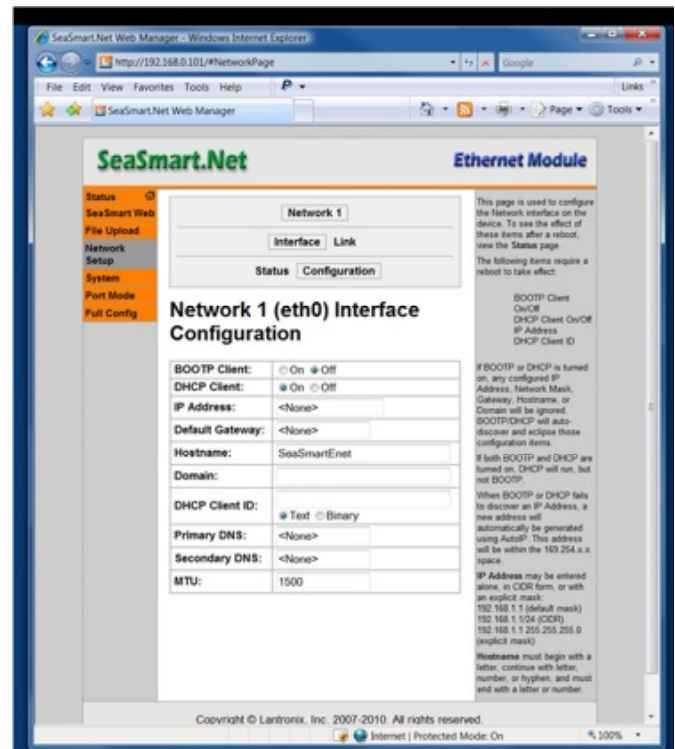 SeaSmart.Net Web Manager - Windows Internet Explorer
http://192.168.0.101/#NetworkPage
Google
File Edit View Favorites Tools Help
Links
SeaSmart.Net Web Manager
Page Tools
SeaSmart.Net
Ethernet Module
Status
SeaSmart Web
File Upload
Network
Setup
System
Port Mode
Full Config
Network 1
Interface Link
Status Configuration
Network 1 (eth0) Interface
Configuration
BOOTP Client: On Off
DHCP Client: On Off
IP Address: <None>
Default Gateway: <None>
Hostname: SeaSmartEnet
Domain:
DHCP Client ID:
Text Binary
Primary DNS: <None>
Secondary DNS: <None>
MTU: 1500
This page is used to configure
the Network interface on the
device. To see the effect of
these items after a reboot,
view the Status page.
The following items require a
reboot to take effect:
BOOTP Client
On/Off
DHCP Client On/Off
IP Address
DHCP Client ID
If BOOTP or DHCP is turned
on, any configured IP
Address, Network Mask,
Gateway, Hostname, or
Domain will be ignored.
BOOTP/DHCP will auto-
discover and eclipse those
configuration items.
If both BOOTP and DHCP are
turned on, DHCP will run, but
not BOOTP.
When BOOTP or DHCP fails
to discover an IP Address, a
new address will
automatically be generated
using AutoIP. This address
will be within the 169.254.x.x
space.
IP Address may be entered
alone, in CIDR form, or with
an explicit mask:
192.168.1.1 (default mask)
192.168.1.1/24 (CIDR)
192.168.1.1 255.255.255.0
(explicit mask)
Hostname must begin with a
letter, continue with letter,
number, or hyphen, and must
end with a letter or number.
Copyright © Lantronix, Inc. 2007-2010. All rights reserved.
Internet | Protected Mode: On
100%